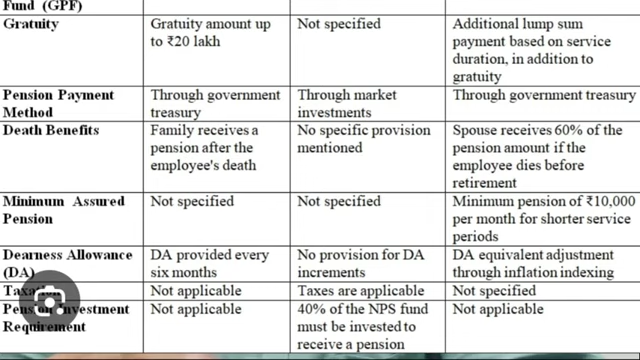 Fund (GPF)
Gratuity
Gratuity amount up
to ₹20 lakh
Not specified
Additional lump sum
payment based on service
duration, in addition to
gratuity
Pension Payment
Method
Through government
treasury
Through market
investments
Through government treasury
Death Benefits
Family receives a
pension after the
employee's death
No specific provision
mentioned
Spouse receives 60% of the
pension amount if the
employee dies before
retirement
Minimum Assured
Pension
Not specified
Not specified
Minimum pension of ₹10,000
per month for shorter service
periods
Dearness Allowance
(DA)
DA provided every
six months
No provision for DA
increments
DA equivalent adjustment
through inflation indexing
Taxation
Not applicable
Taxes are applicable
Not specified
Pension Investment
Requirement
Not applicable
40% of the NPS fund
must be invested to
receive a pension
Not applicable